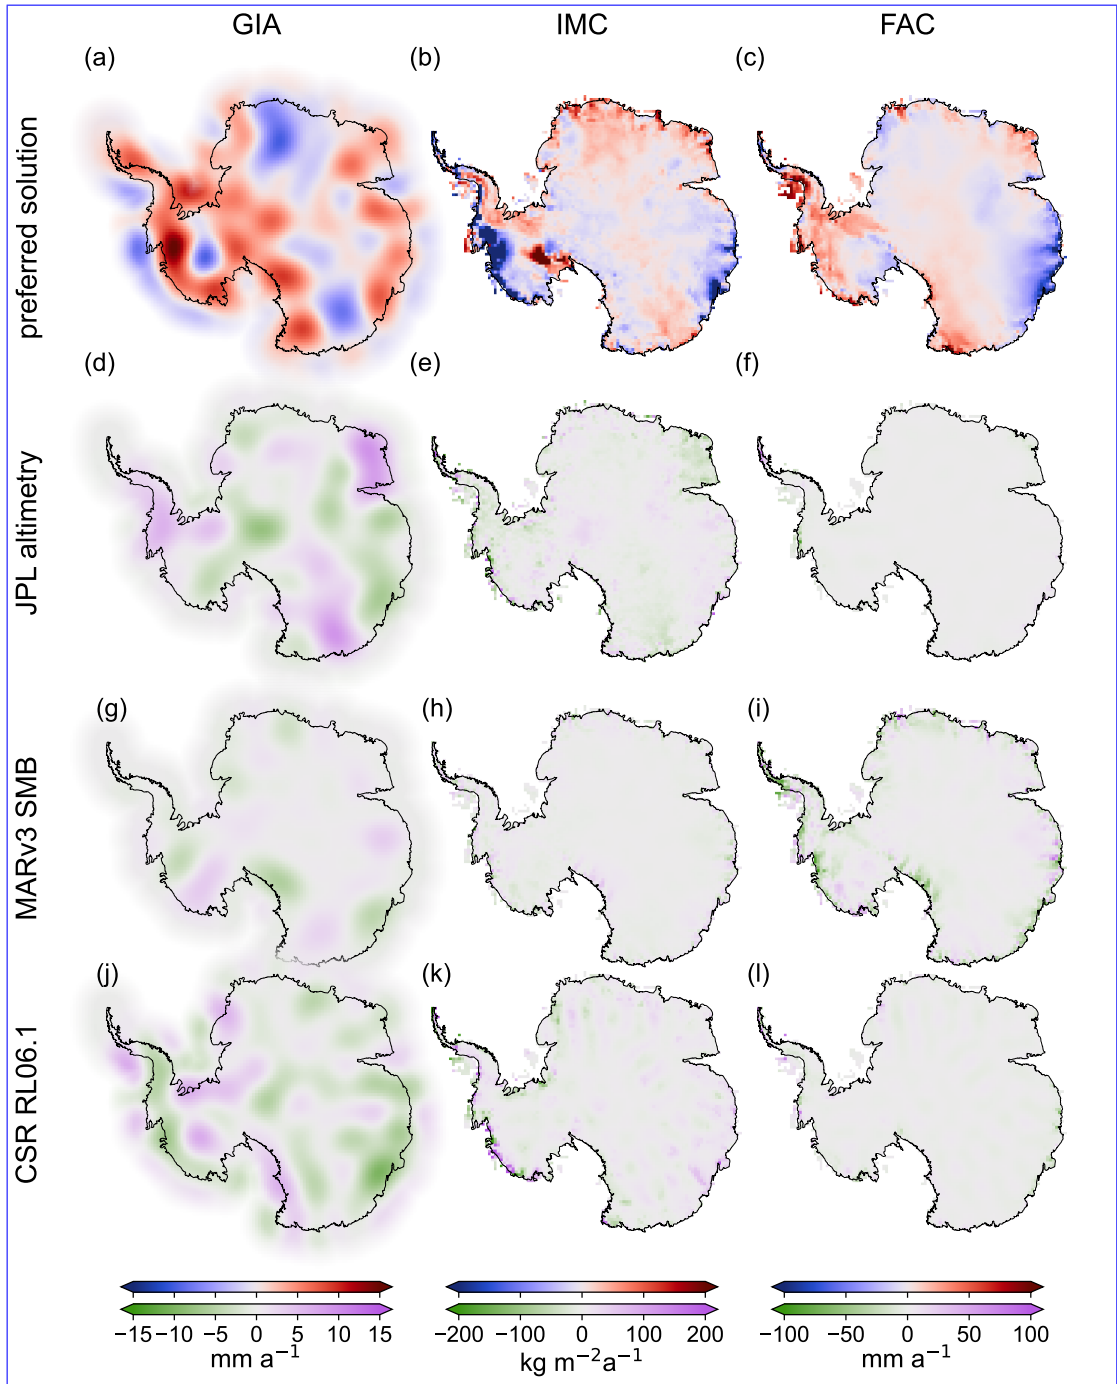 GIA IMC FAC
(a) (b) (c)
preferred solution
(d) (e) (f)
JPL altimetry
(g) (h) (i)
MARv3 SMB
(j) (k) (l)
CSR RL06.1
−15 −10 −5 0 5 10 15
mm a⁻¹
−200 −100 0 100 200
kg m⁻²a⁻¹
−100 −50 0 50 100
mm a⁻¹